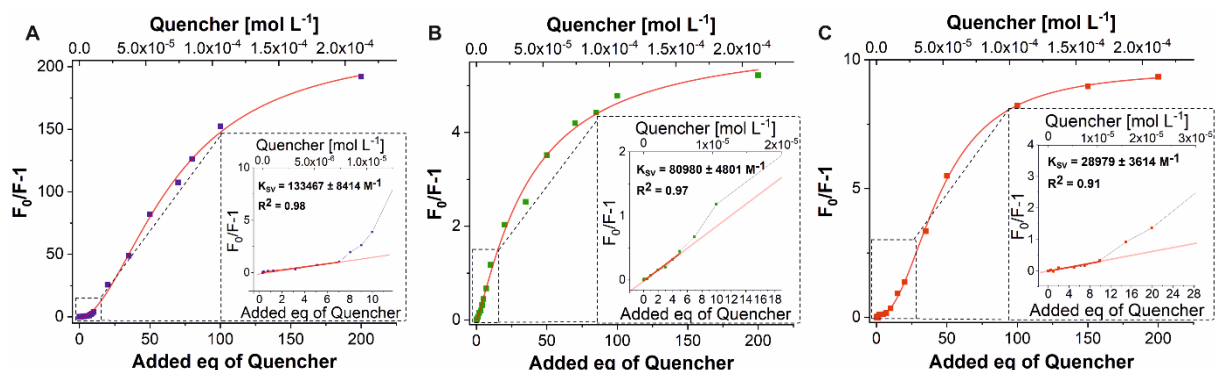 A
Quencher [mol L⁻¹]
0.0 5.0x10⁻⁵ 1.0x10⁻⁴ 1.5x10⁻⁴ 2.0x10⁻⁴
200
150
100
50
0
F₀/F-1
0 50 100 150 200
Added eq of Quencher
Quencher [mol L⁻¹]
0.0 5.0x10⁻⁶ 1.0x10⁻⁵
10
5
0
F₀/F-1
K_SV = 133467 ± 8414 M⁻¹
R² = 0.98
0 2 4 6 8 10
Added eq of Quencher
B
Quencher [mol L⁻¹]
0.0 5.0x10⁻⁵ 1.0x10⁻⁴ 1.5x10⁻⁴ 2.0x10⁻⁴
4
2
0
F₀/F-1
0 50 100 150 200
Added eq of Quencher
Quencher [mol L⁻¹]
0 1x10⁻⁵ 2x10⁻⁵
2
1
0
F₀/F-1
K_SV = 80980 ± 4801 M⁻¹
R² = 0.97
0 2 4 6 8 10 12 14 16 18
Added eq of Quencher
C
Quencher [mol L⁻¹]
0.0 5.0x10⁻⁵ 1.0x10⁻⁴ 1.5x10⁻⁴ 2.0x10⁻⁴
10
5
0
F₀/F-1
0 50 100 150 200
Added eq of Quencher
Quencher [mol L⁻¹]
0 1x10⁻⁵ 2x10⁻⁵ 3x10⁻⁵
4
3
2
1
0
F₀/F-1
K_SV = 28979 ± 3614 M⁻¹
R² = 0.91
0 4 8 12 16 20 24 28
Added eq of Quencher